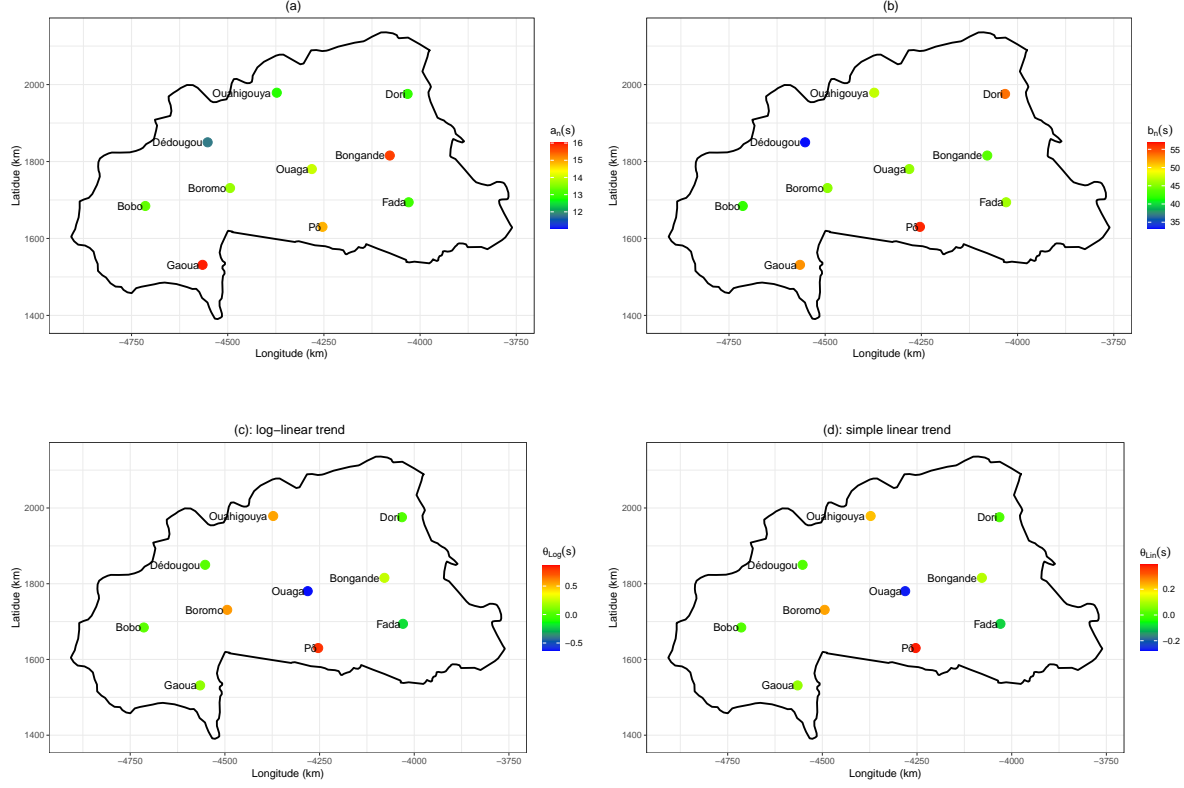 (a)
2000
1800
1600
1400
Latidue (km)
−4750
−4500
−4250
−4000
−3750
Longitude (km)
Ouahigouya
Dori
Dédougou
Bongande
Ouaga
Boromo
Bobo
Fada
Pô
Gaoua
aₙ(s)
16
15
14
13
12
(b)
2000
1800
1600
1400
Latidue (km)
−4750
−4500
−4250
−4000
−3750
Longitude (km)
Ouahigouya
Dori
Dédougou
Bongande
Ouaga
Boromo
Bobo
Fada
Pô
Gaoua
bₙ(s)
55
50
45
40
35
(c): log−linear trend
2000
1800
1600
1400
Latidue (km)
−4750
−4500
−4250
−4000
−3750
Longitude (km)
Ouahigouya
Dori
Dédougou
Bongande
Ouaga
Boromo
Bobo
Fada
Pô
Gaoua
θLog(s)
0.5
0.0
−0.5
(d): simple linear trend
2000
1800
1600
1400
Latidue (km)
−4750
−4500
−4250
−4000
−3750
Longitude (km)
Ouahigouya
Dori
Dédougou
Bongande
Ouaga
Boromo
Bobo
Fada
Pô
Gaoua
θLin(s)
0.2
0.0
−0.2